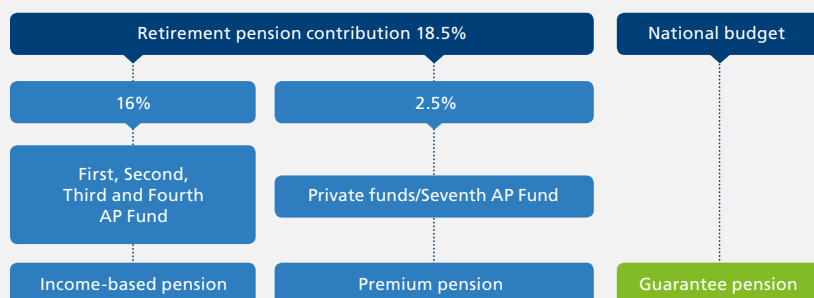 Retirement pension contribution 18.5%
National budget
16%
2.5%
First, Second,
Third and Fourth
AP Fund
Private funds/Seventh AP Fund
Income-based pension
Premium pension
Guarantee pension